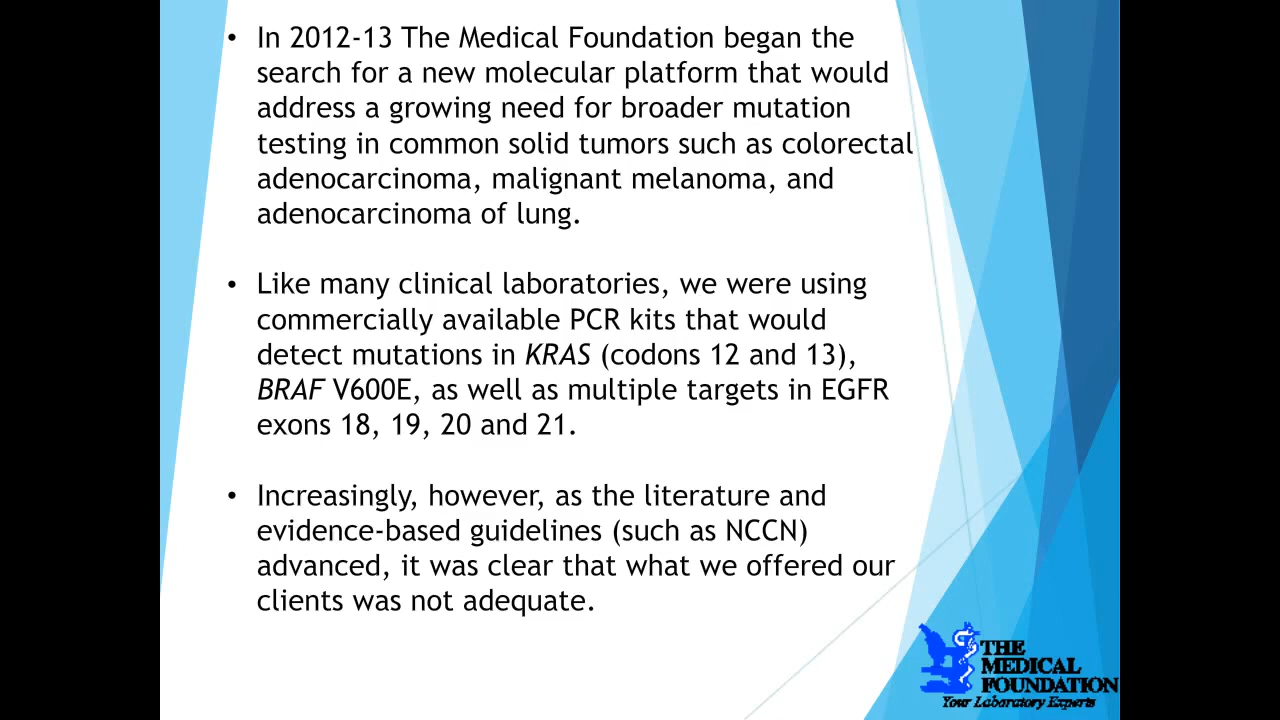 • In 2012-13 The Medical Foundation began the
search for a new molecular platform that would
address a growing need for broader mutation
testing in common solid tumors such as colorectal
adenocarcinoma, malignant melanoma, and
adenocarcinoma of lung.
• Like many clinical laboratories, we were using
commercially available PCR kits that would
detect mutations in KRAS (codons 12 and 13),
BRAF V600E, as well as multiple targets in EGFR
exons 18, 19, 20 and 21.
• Increasingly, however, as the literature and
evidence-based guidelines (such as NCCN)
advanced, it was clear that what we offered our
clients was not adequate.
THE
MEDICAL
FOUNDATION
Your Laboratory Experts